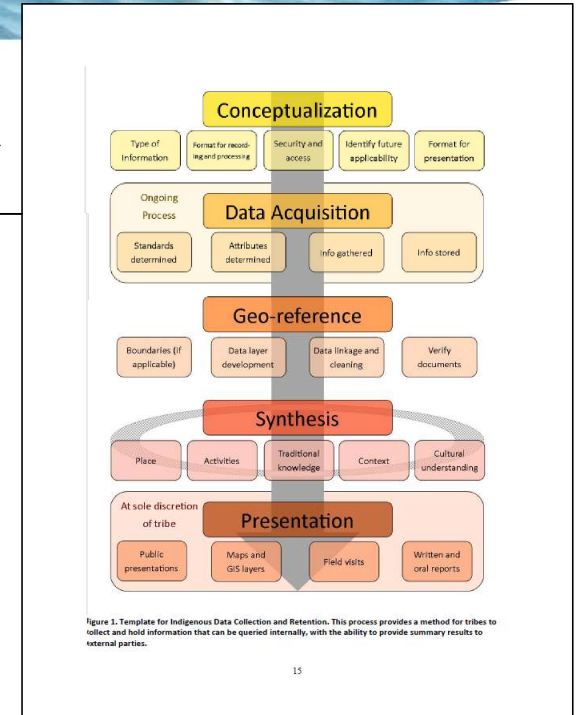 Conceptualization
Type of
Information
Format for record-
ing and processing
Security and
access
Identify future
applicability
Format for
presentation
Ongoing
Process
Data Acquisition
Standards
determined
Attributes
determined
Info gathered
Info stored
Geo-reference
Boundaries (if
applicable)
Data layer
development
Data linkage and
cleaning
Verify
documents
Synthesis
Place
Activities
Traditional
knowledge
Context
Cultural
understanding
At sole discretion
of tribe
Presentation
Public
presentations
Maps and
GIS layers
Field visits
Written and
oral reports
Figure 1. Template for Indigenous Data Collection and Retention. This process provides a method for tribes to
collect and hold information that can be queried internally, with the ability to provide summary results to
external parties.
15